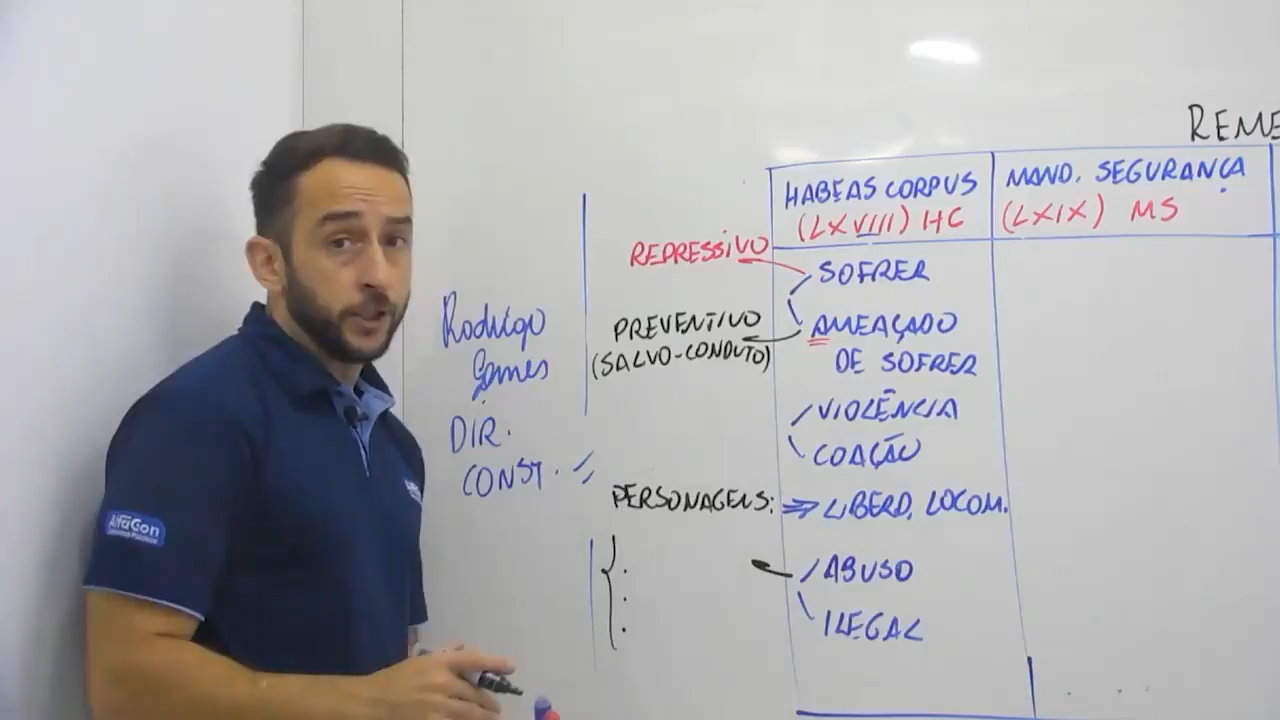 REME
HABEAS CORPUS
(LXVIII) HC
MAND. SEGURANÇA
(LXIX) MS
REPRESSIVO
SOFRER
PREVENTIVO
(SALVO-CONDUTO)
AMEAÇADO
DE SOFRER
VIOLÊNCIA
COAÇÃO
PERSONAGENS:
LIBERD. LOCOM.
ABUSO
ILEGAL
Rodrigo
Gomes
DIR.
CONST.
AlfaCon